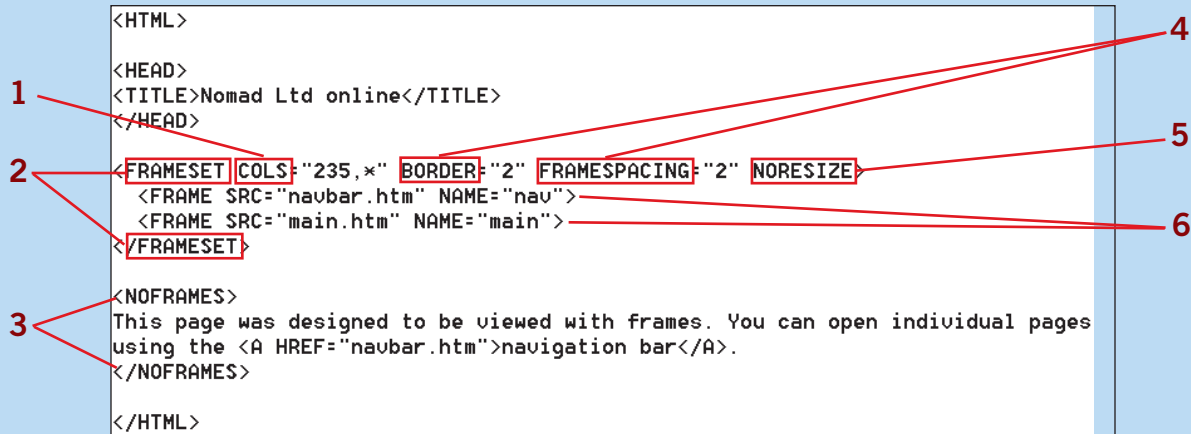 <HTML>
4
<HEAD>
1
<TITLE>Nomad Ltd online</TITLE>
</HEAD>
5
2
<FRAMESET COLS="235,*" BORDER="2" FRAMESPACING="2" NORESIZE>
<FRAME SRC="navbar.htm" NAME="nav">
<FRAME SRC="main.htm" NAME="main">
6
</FRAMESET>
<NOFRAMES>
3
This page was designed to be viewed with frames. You can open individual pages
using the <A HREF="navbar.htm">navigation bar</A>.
</NOFRAMES>
</HTML>